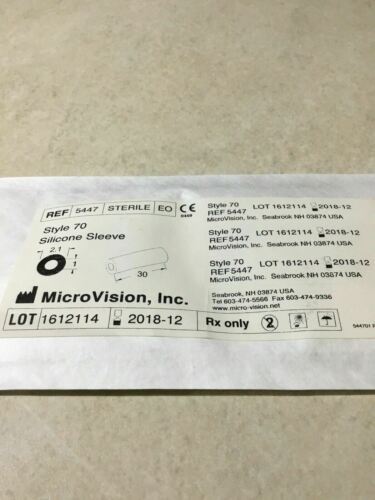 REF 5447 STERILE EO CE
0459
Style 70
Silicone Sleeve
2.1
1
1
30
MicroVision, Inc.
LOT 1612114 2018-12 Rx only 2
Style 70 LOT 1612114 2018-12
REF 5447
MicroVision, Inc. Seabrook NH 03874 USA
Style 70 LOT 1612114 2018-12
REF5447
MicroVision, Inc. Seabrook NH 03874 USA
Style 70 LOT 1612114 2018-12
REF5447
MicroVision, Inc. Seabrook NH 03874 USA
Seabrook, NH 03874 USA
Tel 603-474-5566 Fax 603-474-9336
www.micro-vision.net